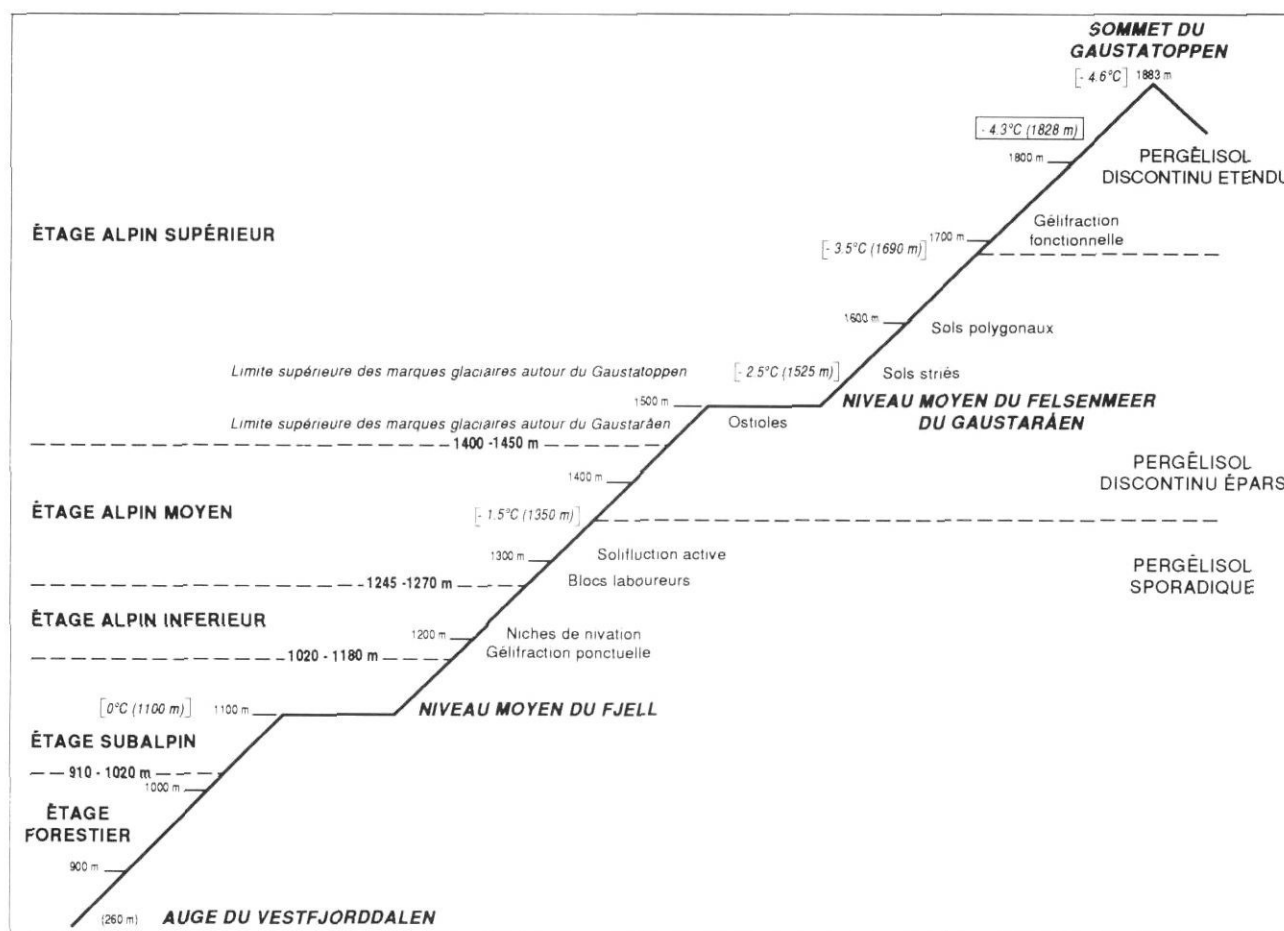 SOMMET DU
GAUSTATOPPEN
[- 4.6°C] 1883 m
- 4.3°C (1828 m)
1800 m
PERGÉLISOL
DISCONTINU ETENDU
ÉTAGE ALPIN SUPÉRIEUR
Gélifraction
fonctionnelle
1700 m
[- 3.5°C (1690 m)]
1600 m
Sols polygonaux
Limite supérieure des marques glaciaires autour du Gaustatoppen
[- 2.5°C (1525 m)]
Sols striés
1500 m
NIVEAU MOYEN DU FELSENMEER
DU GAUSTARÅEN
Limite supérieure des marques glaciaires autour du Gaustaråen
Ostioles
1400 -1450 m
PERGÉLISOL
DISCONTINU ÉPARS
1400 m
ÉTAGE ALPIN MOYEN
[- 1.5°C (1350 m)]
1300 m
Solifluction active
Blocs laboureurs
PERGÉLISOL
SPORADIQUE
1245 -1270 m
ÉTAGE ALPIN INFERIEUR
1200 m
Niches de nivation
Gélifraction ponctuelle
1020 - 1180 m
[0°C (1100 m)]
1100 m
NIVEAU MOYEN DU FJELL
ÉTAGE SUBALPIN
910 - 1020 m
1000 m
ÉTAGE
FORESTIER
900 m
(260 m)
AUGE DU VESTFJORDDALEN